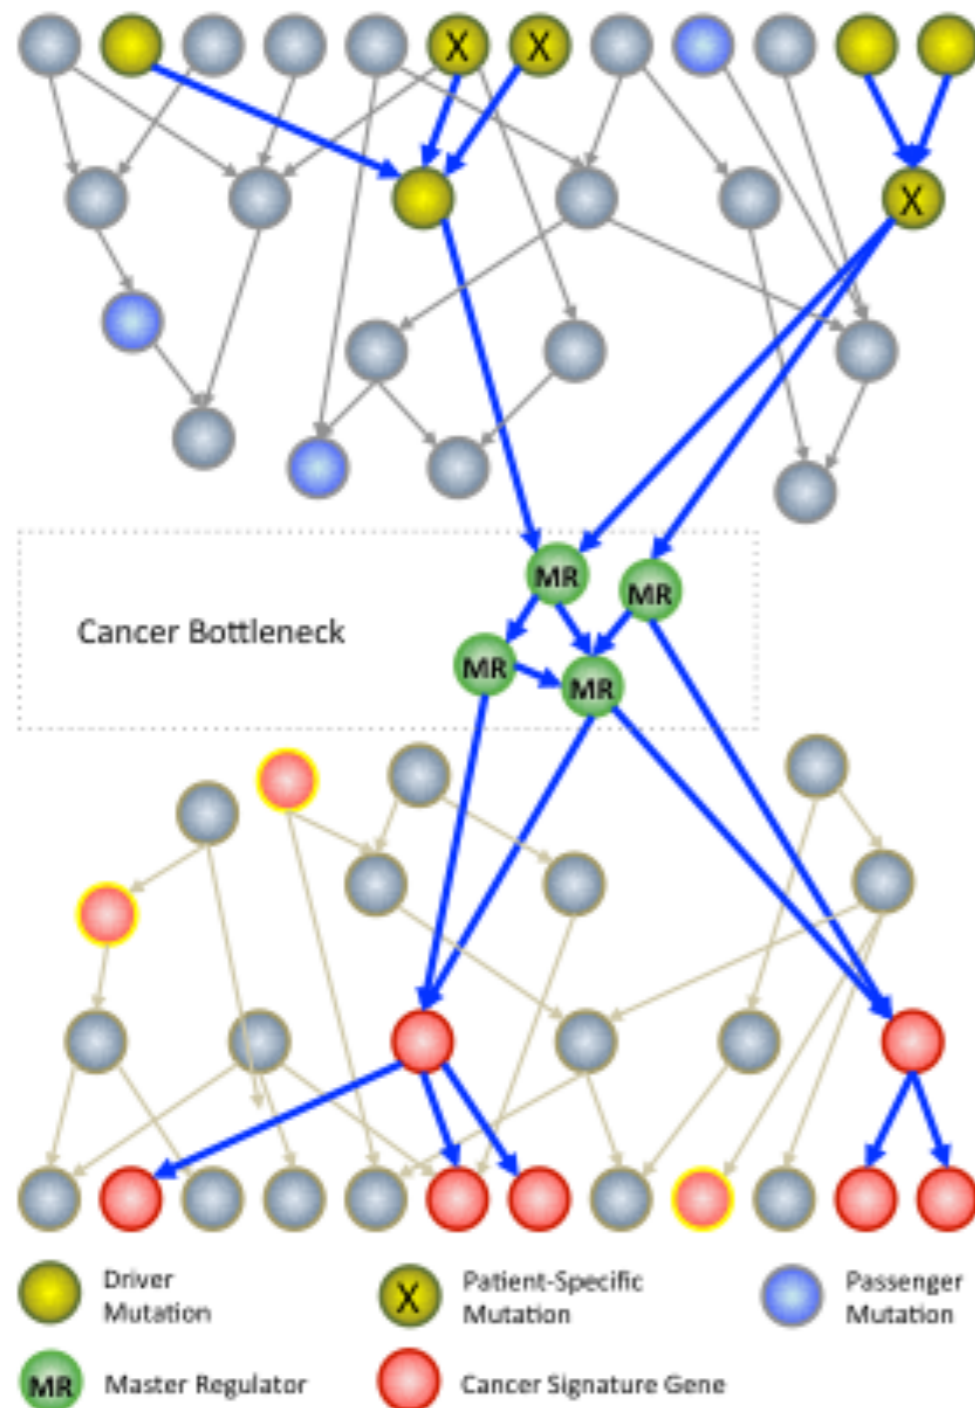 X X
X
MR
MR
Cancer Bottleneck
MR
MR
Driver
Mutation
X
Patient-Specific
Mutation
Passenger
Mutation
MR
Master Regulator
Cancer Signature Gene